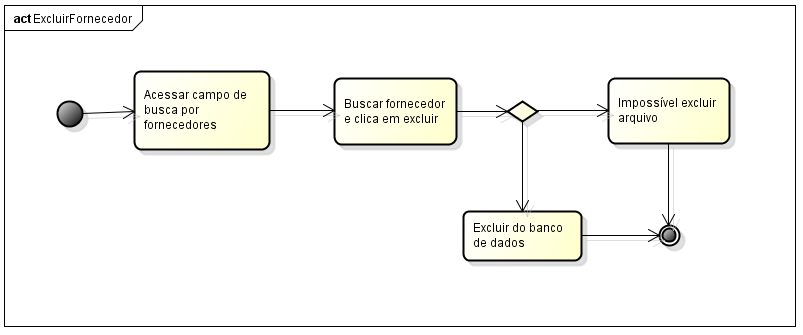 act ExcluirFornecedor
Acessar campo de
busca por
fornecedores
Buscar fornecedor
e clica em excluir
Impossível excluir
arquivo
Excluir do banco
de dados